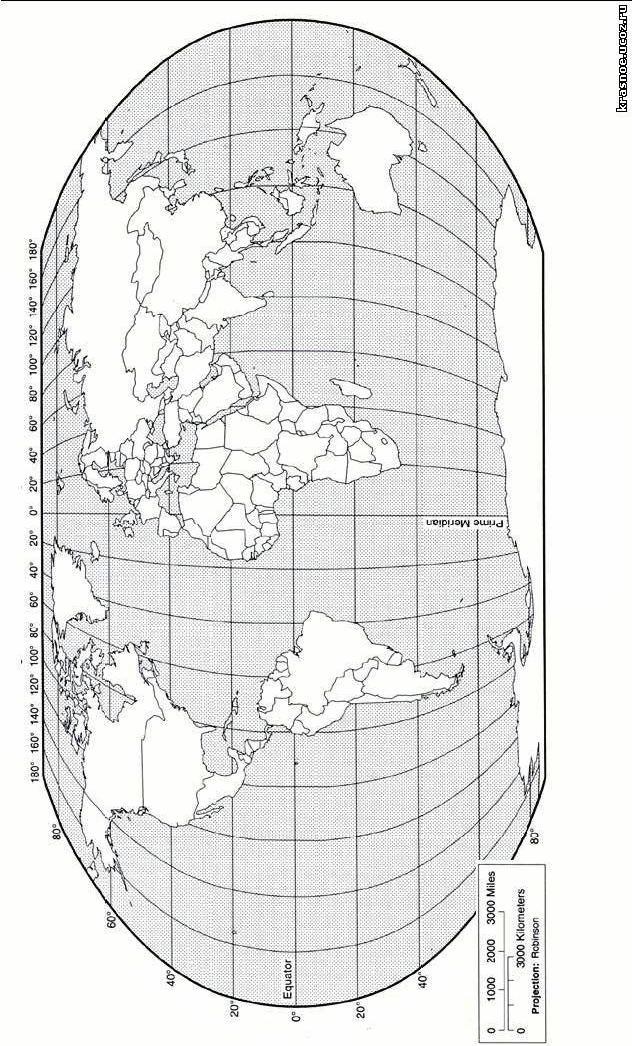 krasnoe.ucoz.ru
180° 160° 140° 120° 100° 80° 60° 40° 20° 0° 20° 40° 60° 80° 100° 120° 140° 160° 180°
80°
60°
40°
20°
0°
20°
40°
80°
Equator
Prime Meridian
0 1000 2000 3000 Miles
0 3000 Kilometers
Projection: Robinson